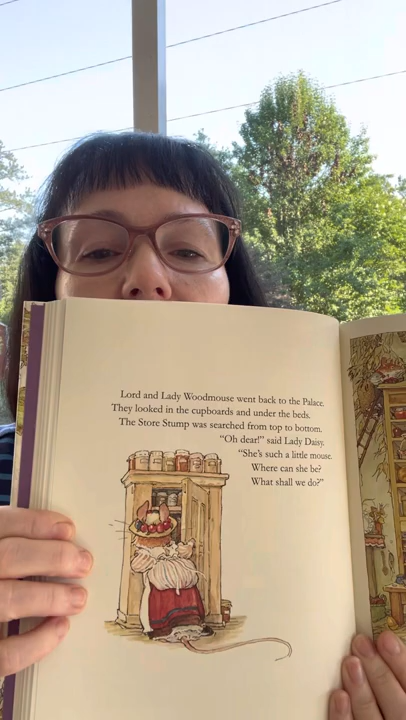 Lord and Lady Woodmouse went back to the Palace.
They looked in the cupboards and under the beds.
The Store Stump was searched from top to bottom.
"Oh dear!" said Lady Daisy.
"She's such a little mouse.
Where can she be?
What shall we do?"